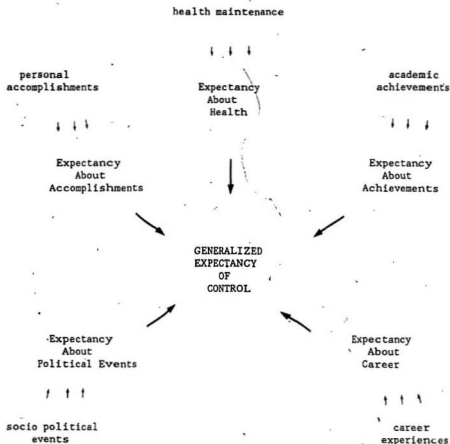 health maintenance
personal
accomplishments
Expectancy
About
Health
academic
achievements
Expectancy
About
Accomplishments
Expectancy
About
Achievements
GENERALIZED
EXPECTANCY
OF
CONTROL
Expectancy
About
Political Events
Expectancy
About
Career
socio political
events
career
experiences